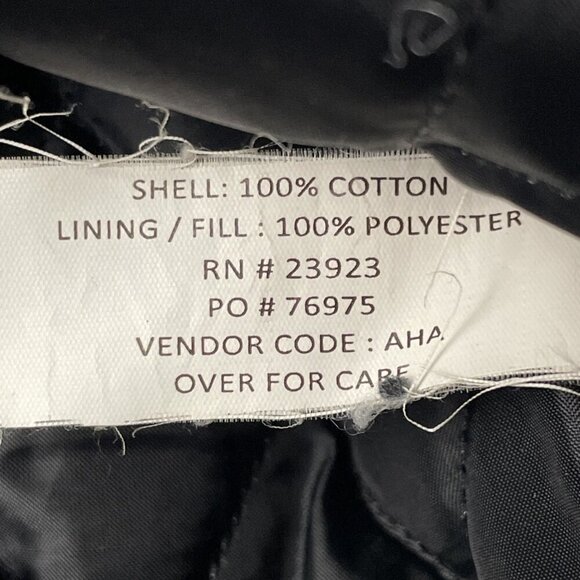 SHELL: 100% COTTON
LINING / FILL : 100% POLYESTER
RN # 23923
PO # 76975
VENDOR CODE : AHA
OVER FOR CARE